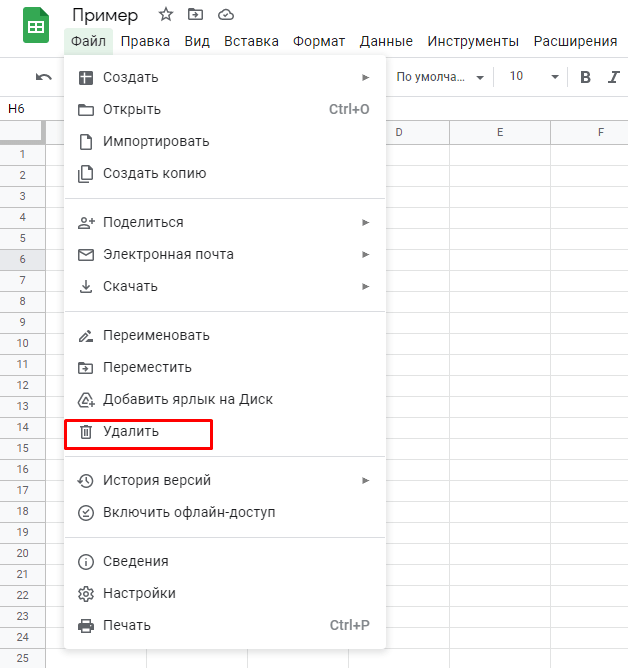 Пример
Файл Правка Вид Вставка Формат Данные Инструменты Расширения
По умолча... 10 B I
H6
D E F
1
2
3
4
5
6
7
8
9
10
11
12
13
14
15
16
17
18
19
20
21
22
23
24
25
Создать
Открыть Ctrl+O
Импортировать
Создать копию
Поделиться
Электронная почта
Скачать
Переименовать
Переместить
Добавить ярлык на Диск
Удалить
История версий
Включить офлайн-доступ
Сведения
Настройки
Печать Ctrl+P